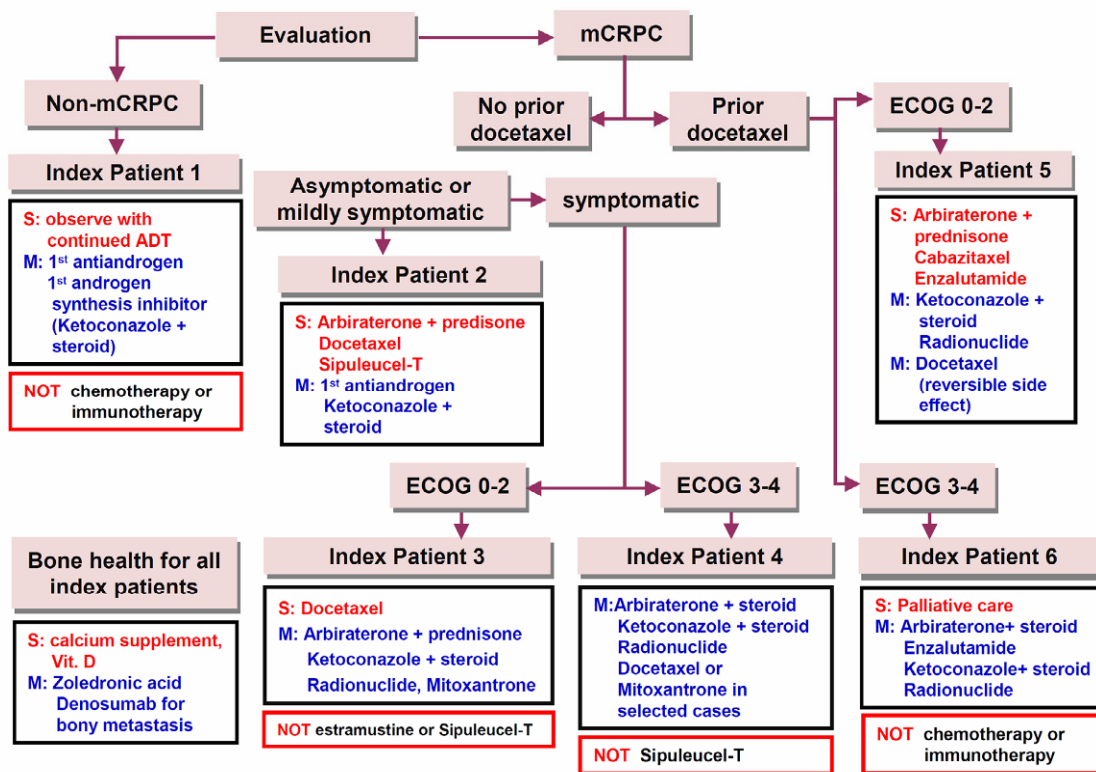 Evaluation
mCRPC
Non-mCRPC
No prior
docetaxel
Prior
docetaxel
ECOG 0-2
Index Patient 1
S: observe with
continued ADT
M: 1st antiandrogen
1st androgen
synthesis inhibitor
(Ketoconazole +
steroid)
NOT chemotherapy or
immunotherapy
Asymptomatic or
mildly symptomatic
symptomatic
Index Patient 2
S: Arbiraterone + predisone
Docetaxel
Sipuleucel-T
M: 1st antiandrogen
Ketoconazole +
steroid
Index Patient 5
S: Arbiraterone +
prednisone
Cabazitaxel
Enzalutamide
M: Ketoconazole +
steroid
Radionuclide
M: Docetaxel
(reversible side
effect)
ECOG 0-2
ECOG 3-4
ECOG 3-4
Bone health for all
index patients
S: calcium supplement,
Vit. D
M: Zoledronic acid
Denosumab for
bony metastasis
Index Patient 3
S: Docetaxel
M: Arbiraterone + prednisone
Ketoconazole + steroid
Radionuclide, Mitoxantrone
NOT estramustine or Sipuleucel-T
Index Patient 4
M:Arbiraterone + steroid
Ketoconazole + steroid
Radionuclide
Docetaxel or
Mitoxantrone in
selected cases
NOT Sipuleucel-T
Index Patient 6
S: Palliative care
M: Arbiraterone+ steroid
Enzalutamide
Ketoconazole+ steroid
Radionuclide
NOT chemotherapy or
immunotherapy